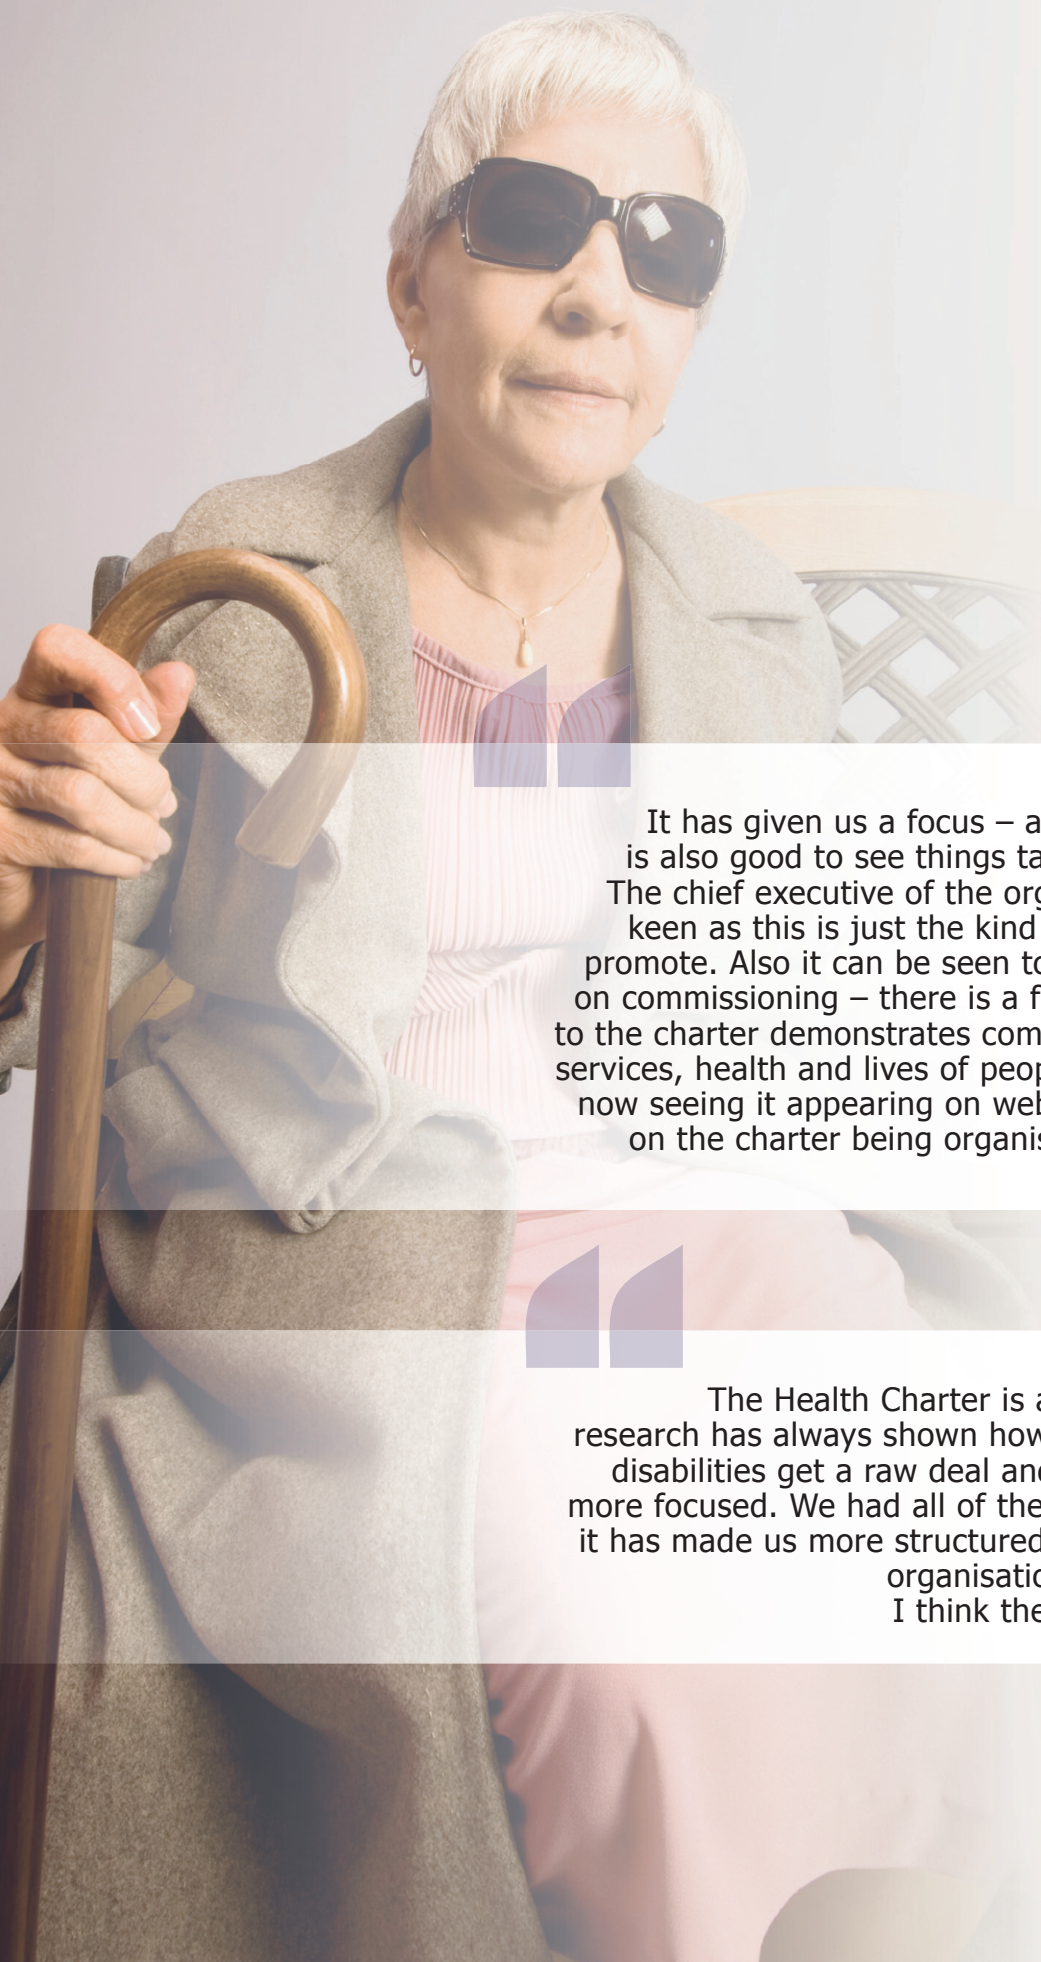 It has given us a focus – a
is also good to see things ta
The chief executive of the org
keen as this is just the kind
promote. Also it can be seen to
on commissioning – there is a f
to the charter demonstrates com
services, health and lives of peop
now seeing it appearing on web
on the charter being organis
The Health Charter is a
research has always shown how
disabilities get a raw deal and
more focused. We had all of the
it has made us more structured
organisatio
I think the